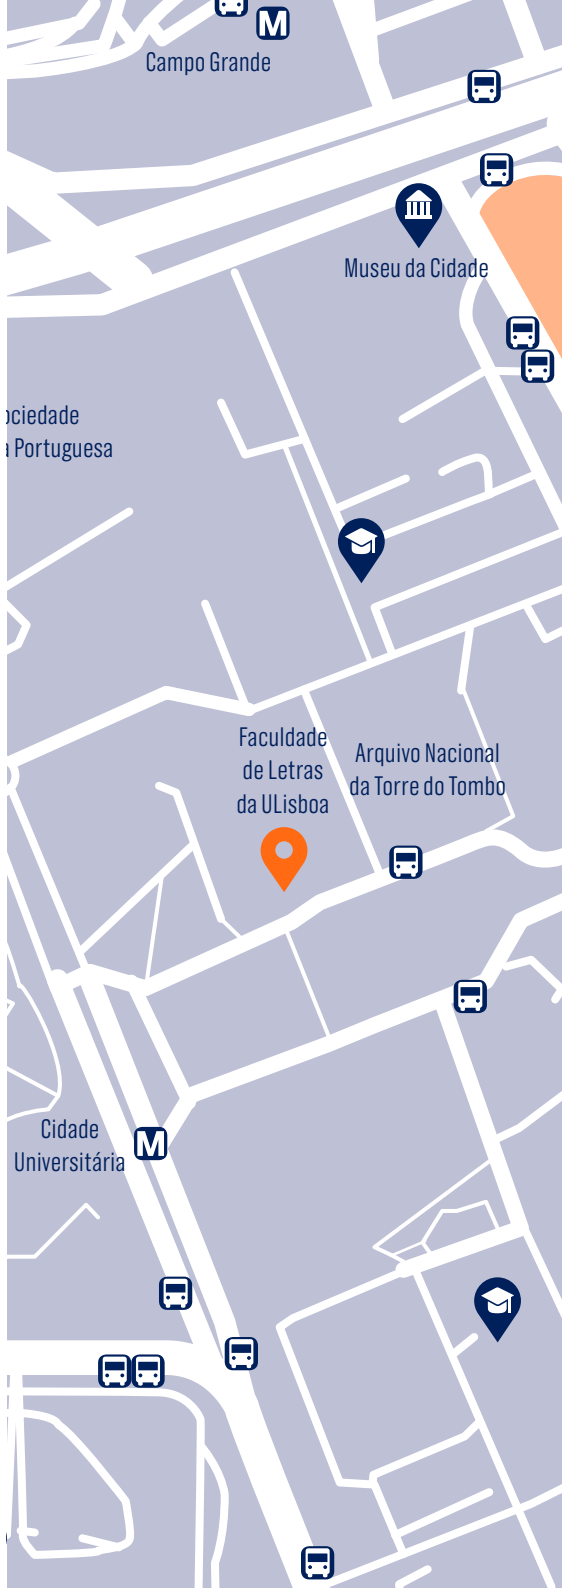 M
Campo Grande
Museu da Cidade
ociedade
a Portuguesa
Faculdade
de Letras
da ULisboa
Arquivo Nacional
da Torre do Tombo
Cidade
Universitária
M